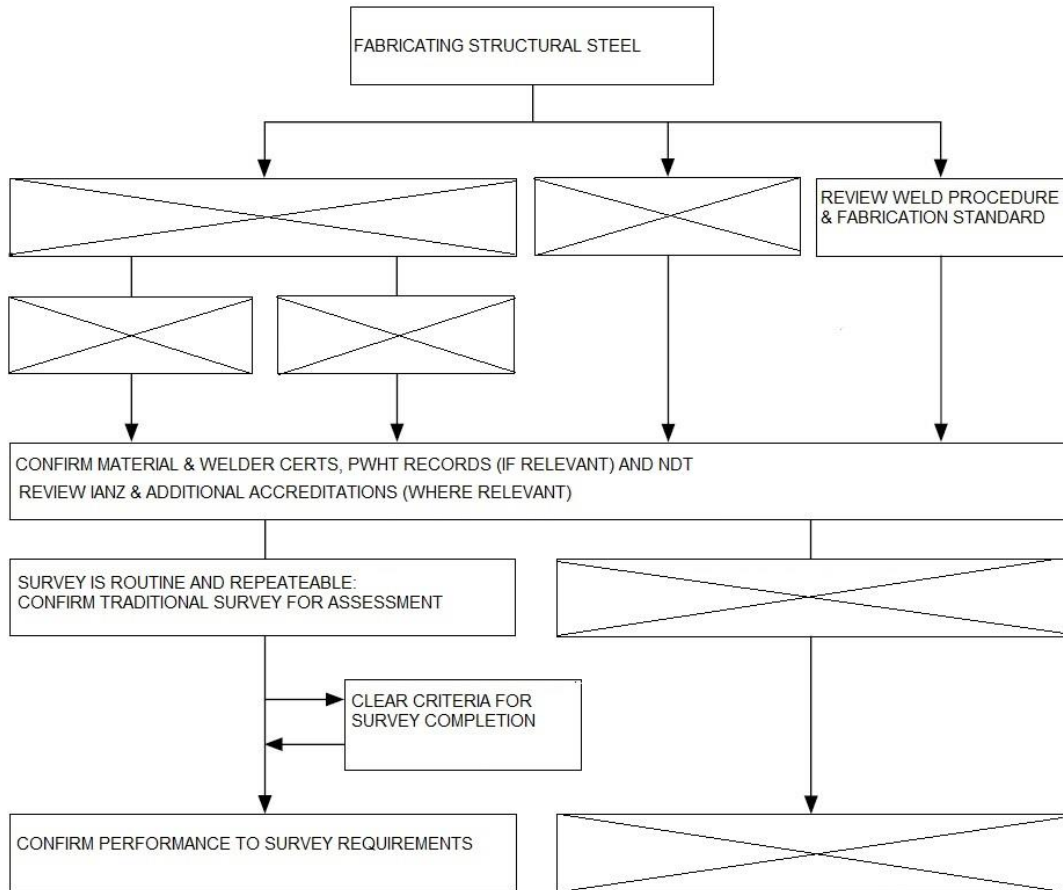 FABRICATING STRUCTURAL STEEL
REVIEW WELD PROCEDURE
& FABRICATION STANDARD
CONFIRM MATERIAL & WELDER CERTS, PWHT RECORDS (IF RELEVANT) AND NDT
REVIEW IANZ & ADDITIONAL ACCREDITATIONS (WHERE RELEVANT)
SURVEY IS ROUTINE AND REPEATEABLE:
CONFIRM TRADITIONAL SURVEY FOR ASSESSMENT
CLEAR CRITERIA FOR
SURVEY COMPLETION
CONFIRM PERFORMANCE TO SURVEY REQUIREMENTS